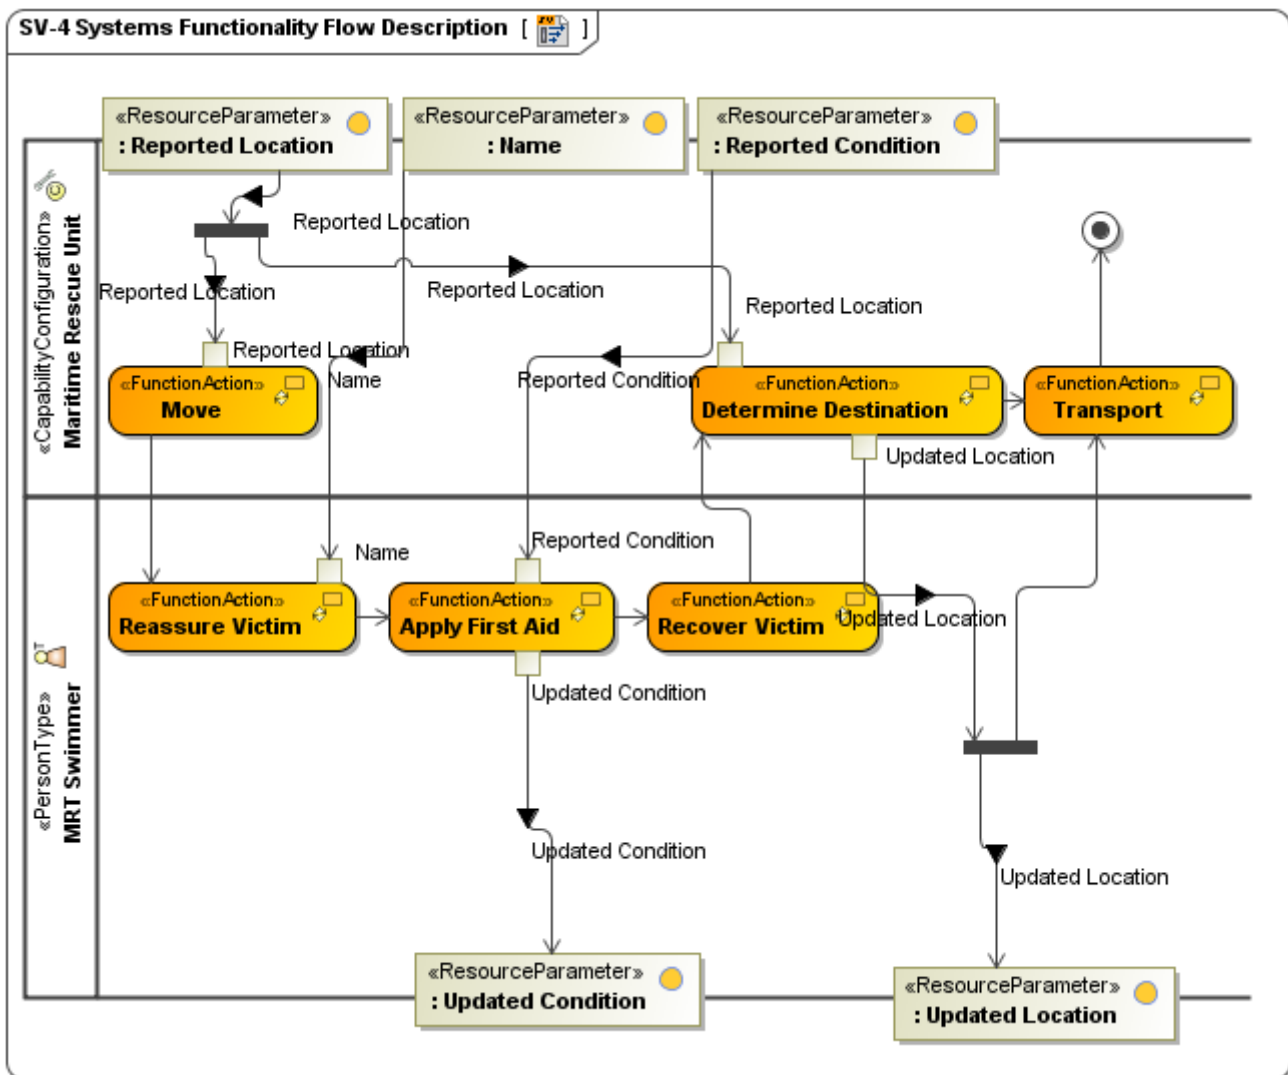 SV-4 Systems Functionality Flow Description [ ]
«ResourceParameter»
: Reported Location
«ResourceParameter»
: Name
«ResourceParameter»
: Reported Condition
«CapabilityConfiguration»
Maritime Rescue Unit
Reported Location
Reported Location
Reported Location
Reported Location
Reported Location
Name
Reported Condition
«FunctionAction»
Move
«FunctionAction»
Determine Destination
«FunctionAction»
Transport
Updated Location
«PersonType»
MRT Swimmer
Name
Reported Condition
«FunctionAction»
Reassure Victim
«FunctionAction»
Apply First Aid
«FunctionAction»
Recover Victim
Updated Location
Updated Condition
Updated Condition
Updated Location
«ResourceParameter»
: Updated Condition
«ResourceParameter»
: Updated Location